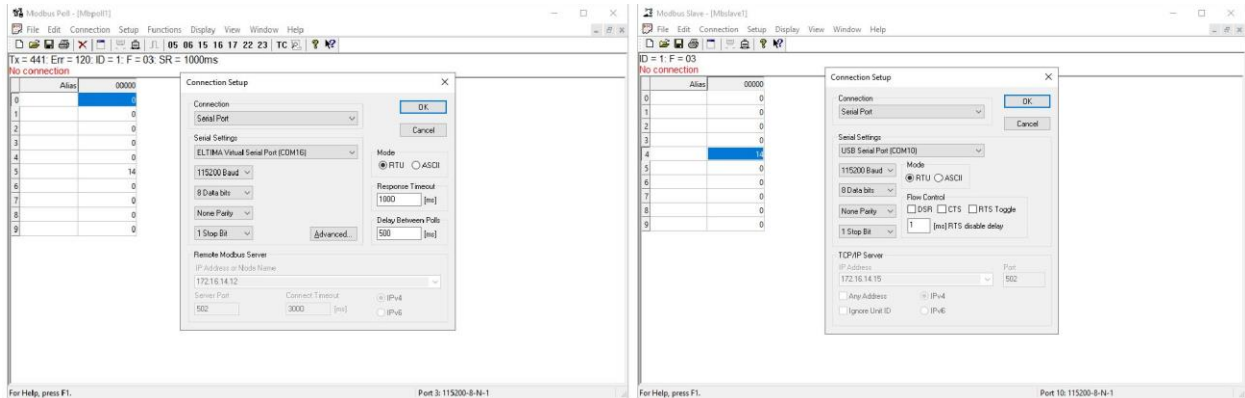 Modbus Poll - [Mbpoll1]
File Edit Connection Setup Functions Display View Window Help
05 06 15 16 17 22 23 TC
Tx = 441: Err = 120: ID = 1: F = 03: SR = 1000ms
No connection
Alias 00000
0 0
1 0
2 0
3 0
4 0
5 14
6 0
7 0
8 0
9 0
Connection Setup
Connection
Serial Port
OK
Cancel
Serial Settings
ELTIMA Virtual Serial Port (COM16)
115200 Baud
8 Data bits
None Parity
1 Stop Bit
Advanced...
Mode
RTU ASCII
Response Timeout
1000 [ms]
Delay Between Polls
500 [ms]
Remote Modbus Server
IP Address or Node Name
172.16.14.12
Server Port Connect Timeout
502 3000 [ms]
IPv4
IPv6
For Help, press F1.
Port 3: 115200-8-N-1
Modbus Slave - [Mbslave1]
File Edit Connection Setup Display View Window Help
ID = 1: F = 03
No connection
Alias 00000
0 0
1 0
2 0
3 0
4 14
5 0
6 0
7 0
8 0
9 0
Connection Setup
Connection
Serial Port
OK
Cancel
Serial Settings
USB Serial Port (COM10)
115200 Baud
8 Data bits
None Parity
1 Stop Bit
Mode
RTU ASCII
Flow Control
DSR CTS RTS Toggle
1 [ms] RTS disable delay
TCP/IP Server
IP Address Port
172.16.14.15 502
Any Address IPv4
Ignore Unit ID IPv6
For Help, press F1.
Port 10: 115200-8-N-1